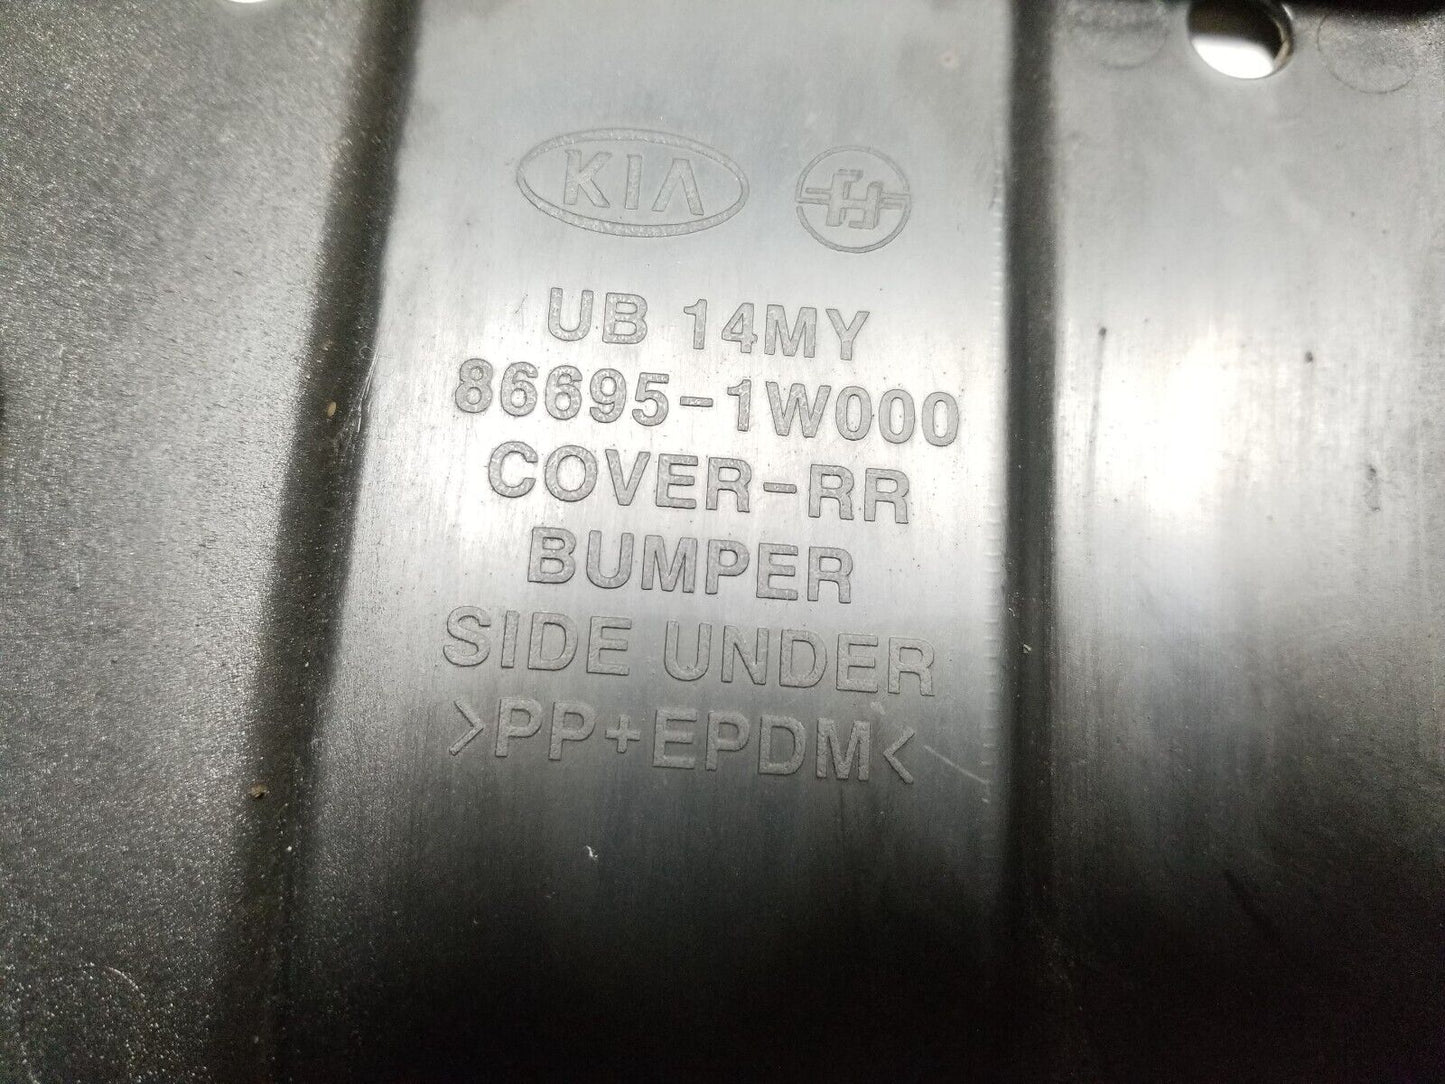 KIA
UB 14MY
86695-1W000
COVER-RR
BUMPER
SIDE UNDER
>PP+EPDM<